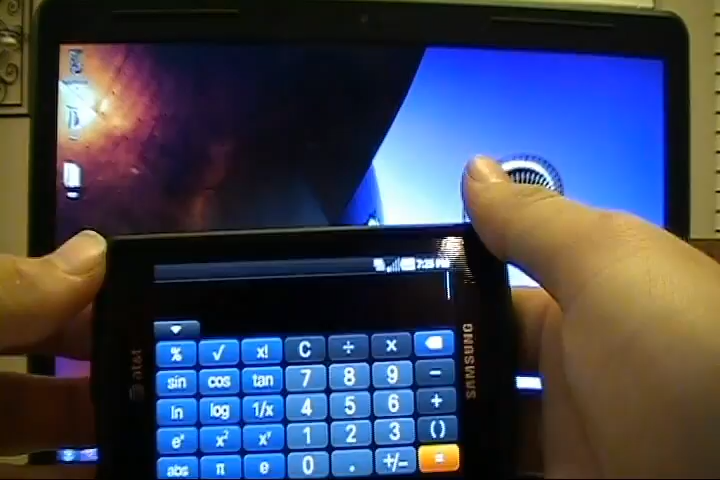 7:25 PM
% √ x! C ÷ ×
sin cos tan 7 8 9 −
ln log 1/x 4 5 6 +
eˣ x² xʸ 1 2 3 ( )
abs π e 0 . +/− =
at&t
SAMSUNG